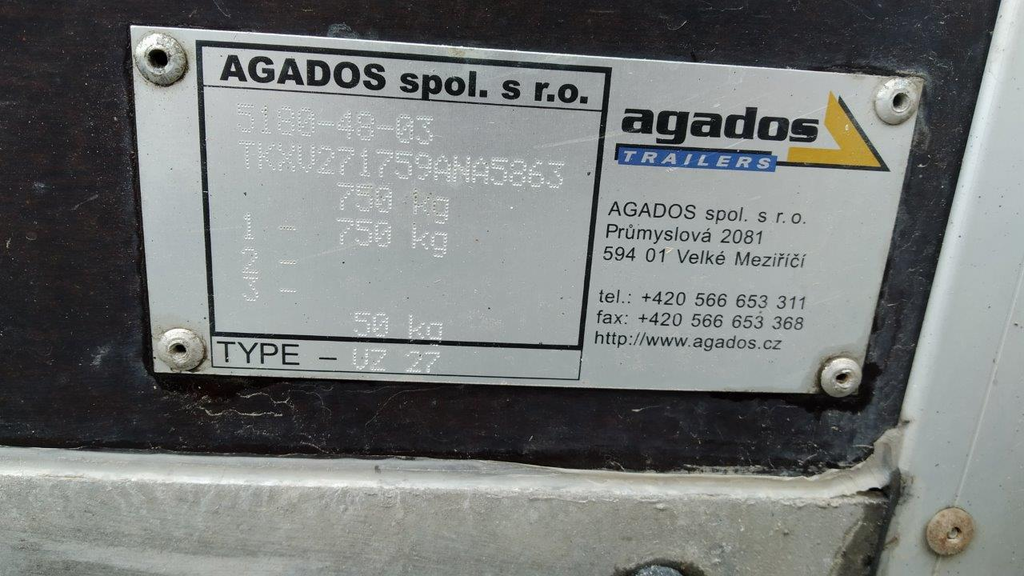 AGADOS spol. s r.o.
5180-48-03
TKXV271759ANA5863
750 kg
1 - 750 kg
2 -
3 -
50 kg
TYPE - VZ 27
agados
TRAILERS
AGADOS spol. s r.o.
Průmyslová 2081
594 01 Velké Meziříčí
tel.: +420 566 653 311
fax: +420 566 653 368
http://www.agados.cz